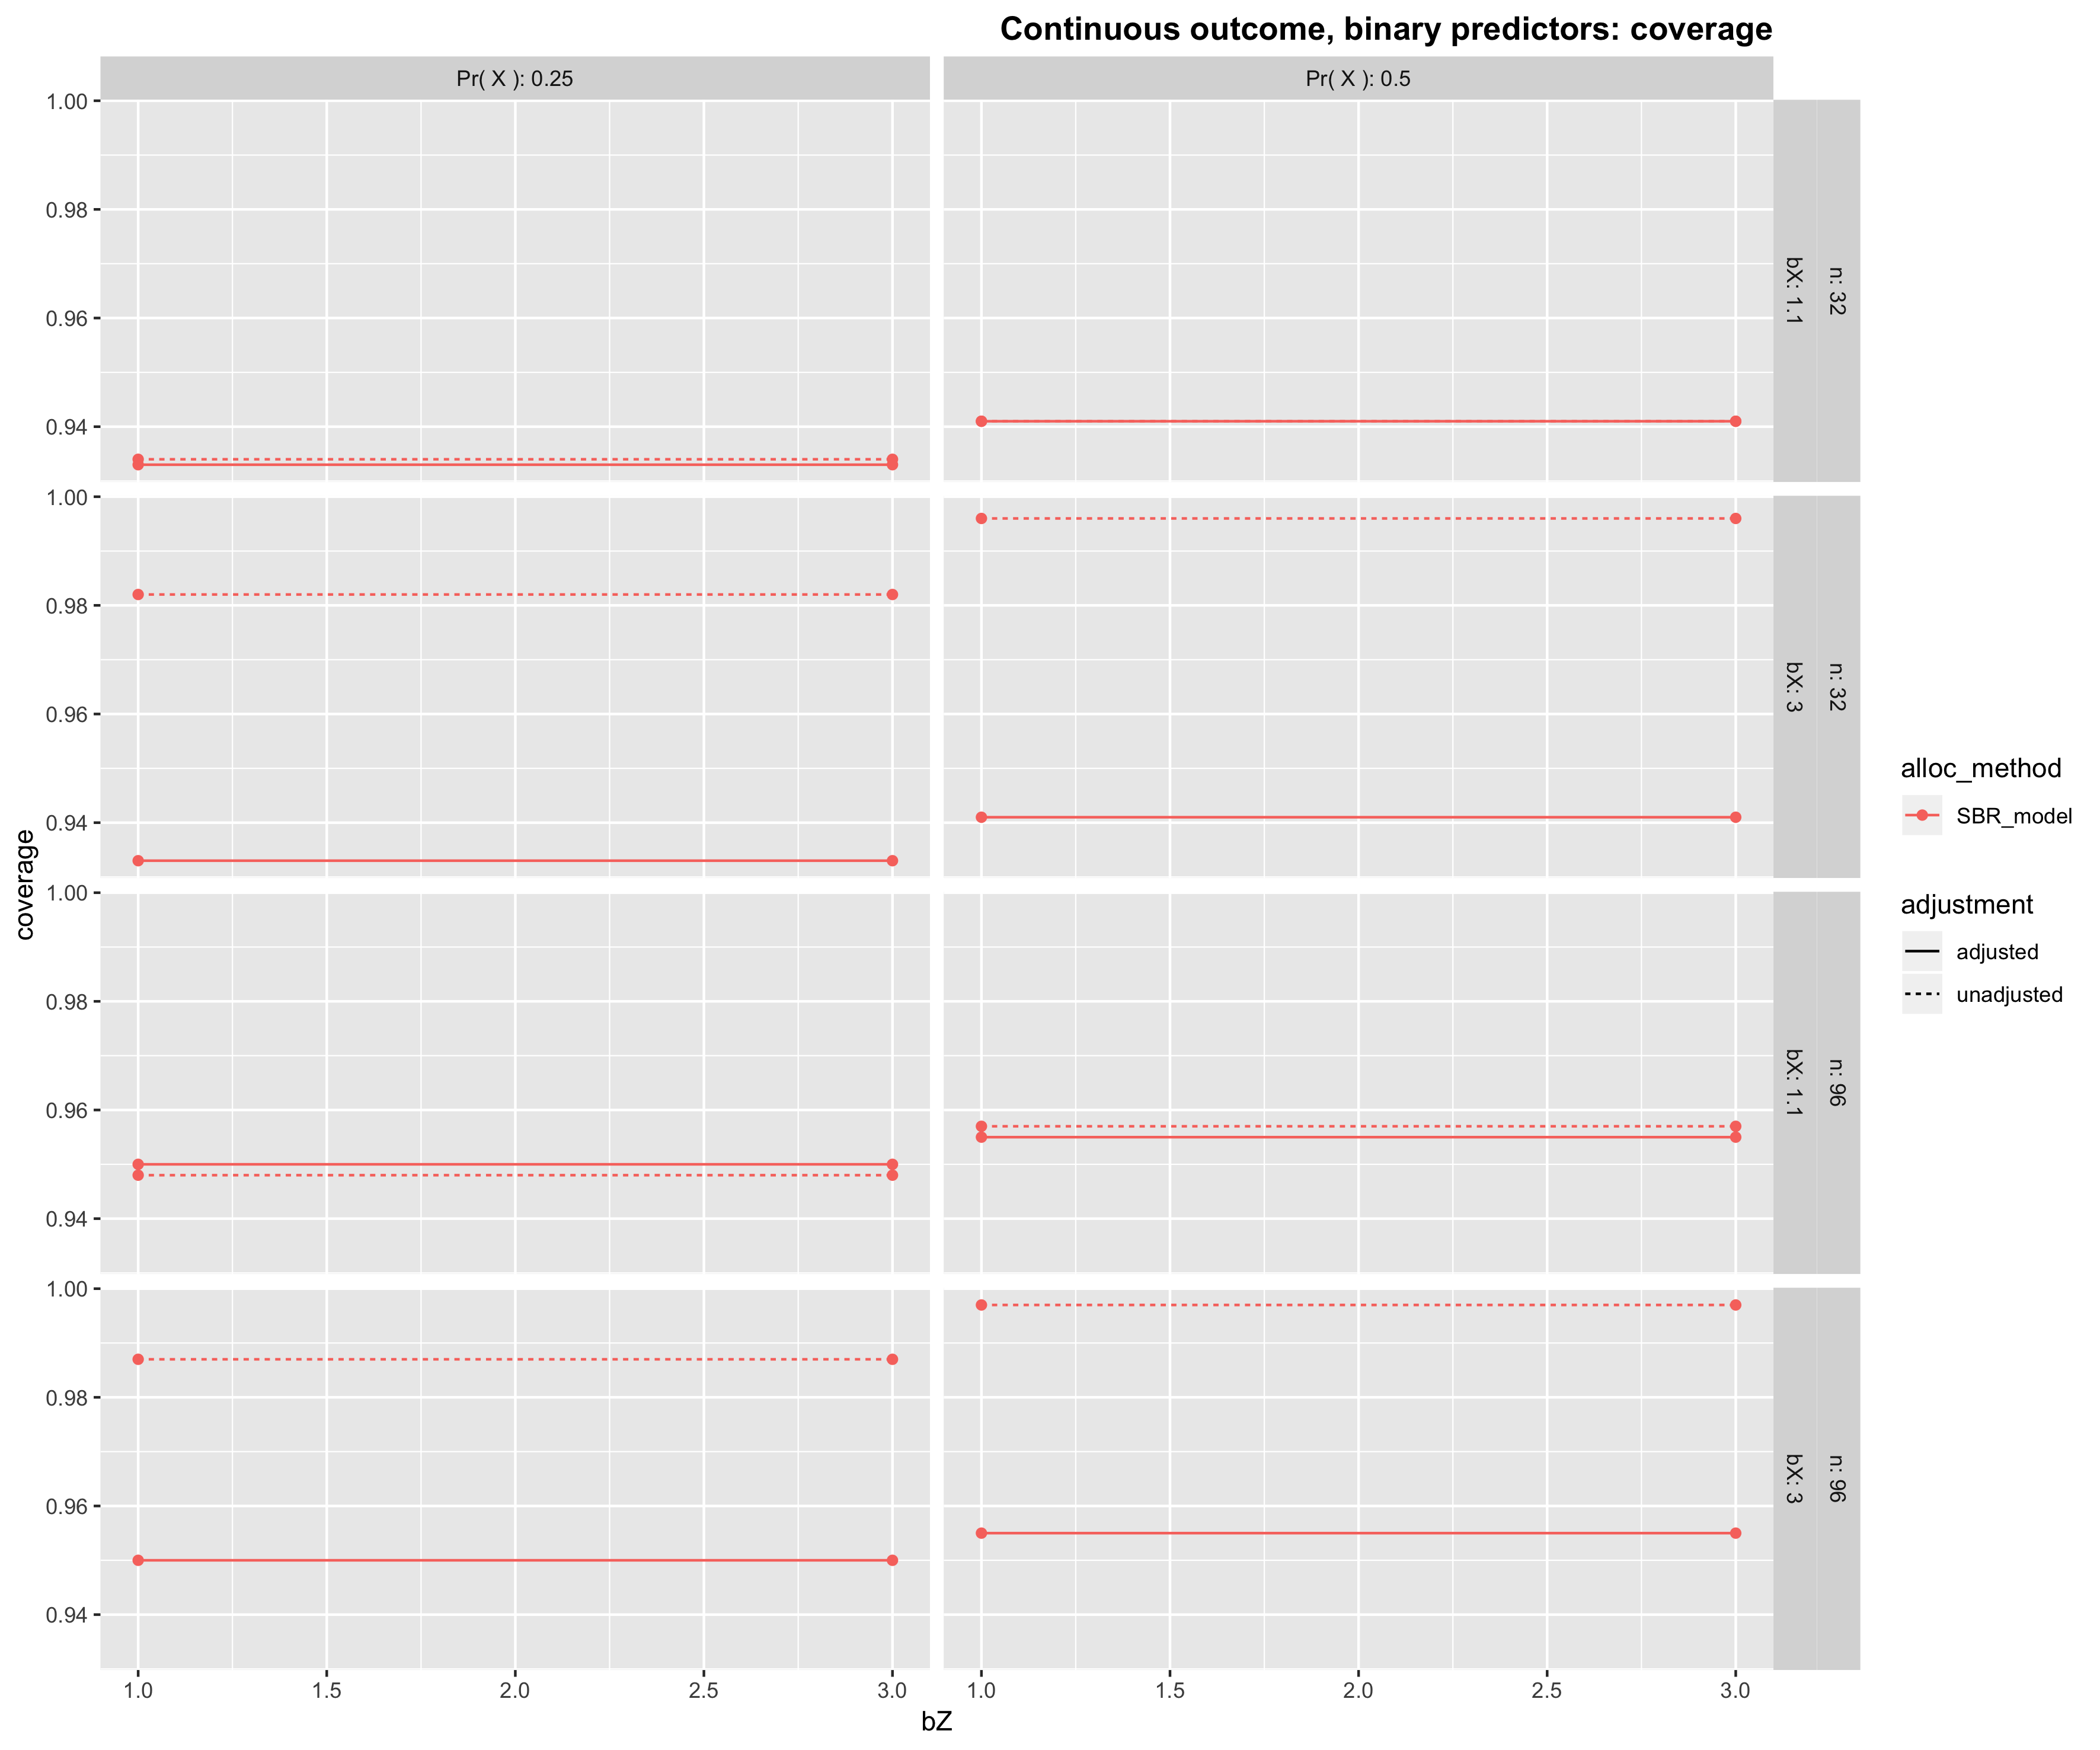 Continuous outcome, binary predictors: coverage
Pr( X ): 0.25
Pr( X ): 0.5
1.00
0.98
0.96
0.94
bX: 1.1
n: 32
1.00
0.98
0.96
0.94
bX: 3
n: 32
1.00
0.98
0.96
0.94
bX: 1.1
n: 96
1.00
0.98
0.96
0.94
bX: 3
n: 96
coverage
1.0 1.5 2.0 2.5 3.0
1.0 1.5 2.0 2.5 3.0
bZ
alloc_method
SBR_model
adjustment
adjusted
unadjusted